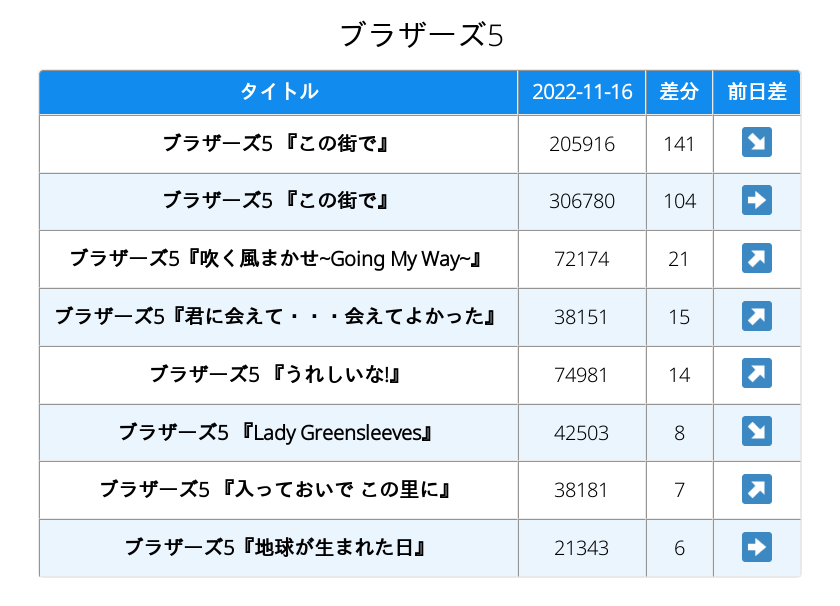 ブラザーズ5
タイトル 2022-11-16 差分 前日差
ブラザーズ5 『この街で』 205916 141 ↘
ブラザーズ5 『この街で』 306780 104 ➡
ブラザーズ5『吹く風まかせ~Going My Way~』 72174 21 ↗
ブラザーズ5『君に会えて・・・会えてよかった』 38151 15 ↗
ブラザーズ5 『うれしいな!』 74981 14 ↗
ブラザーズ5 『Lady Greensleeves』 42503 8 ↘
ブラザーズ5 『入っておいで この里に』 38181 7 ↗
ブラザーズ5『地球が生まれた日』 21343 6 ➡